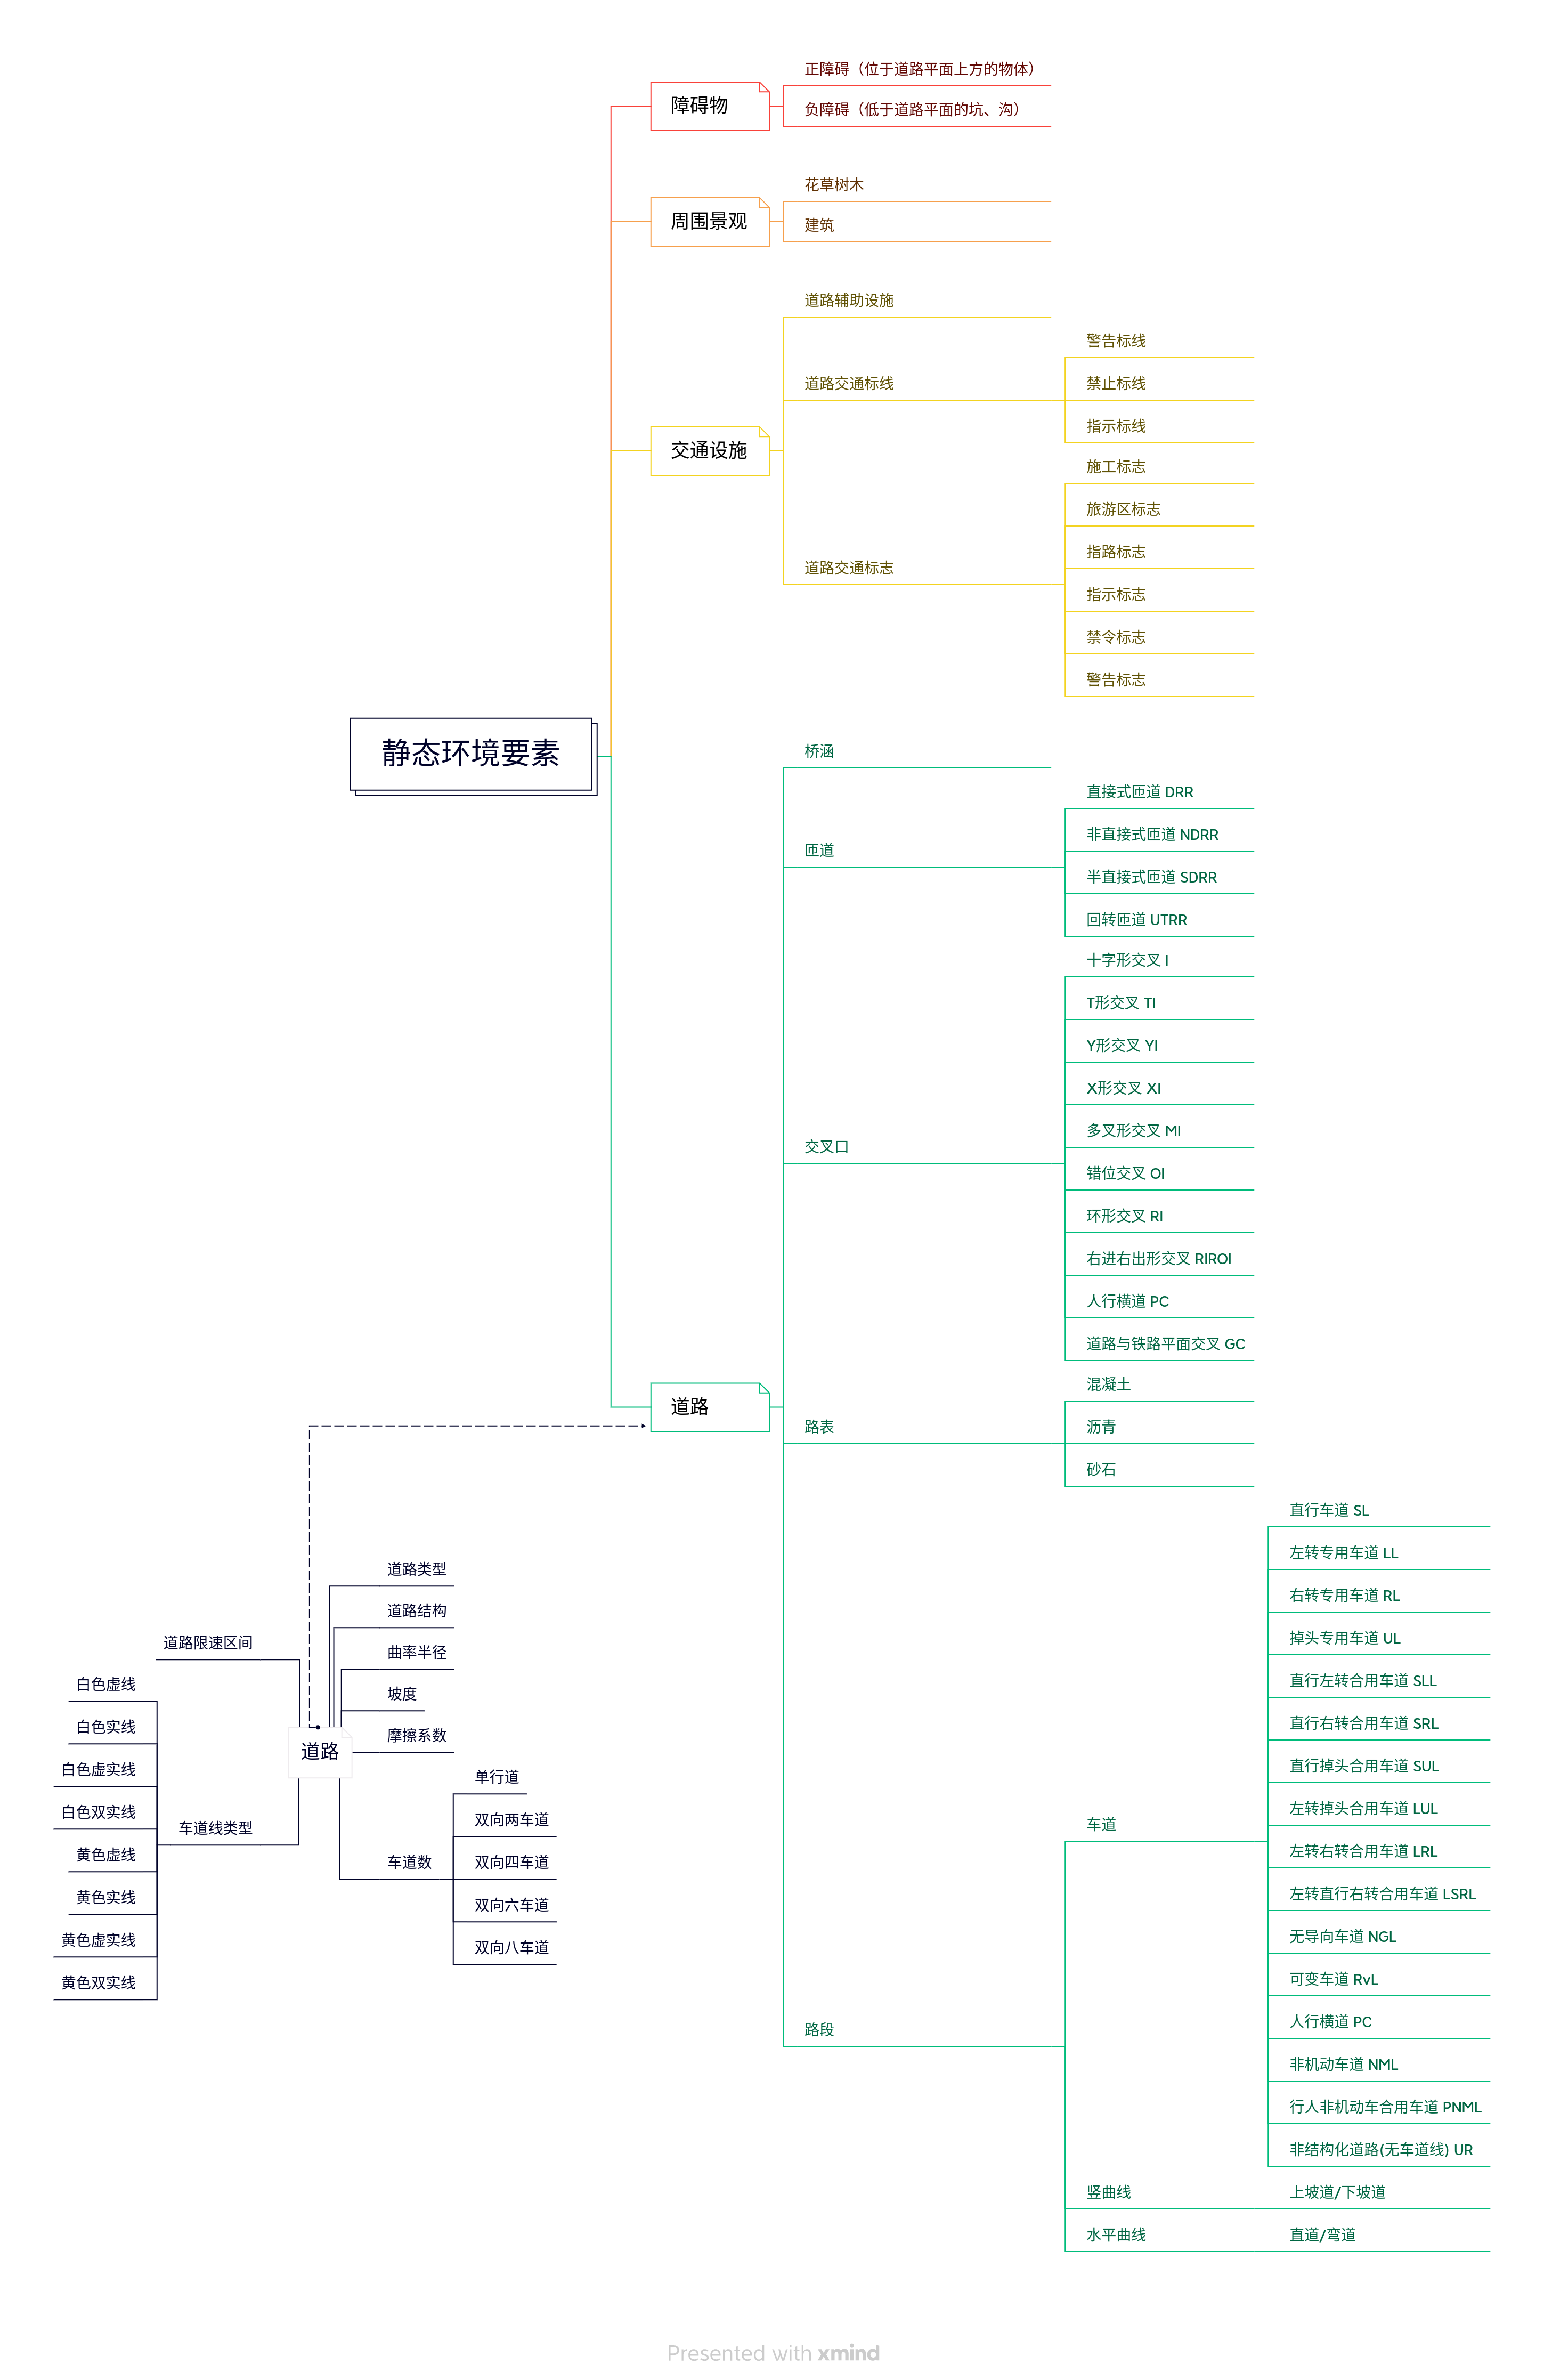 静态环境要素
障碍物
正障碍（位于道路平面上方的物体）
负障碍（低于道路平面的坑、沟）
周围景观
花草树木
建筑
交通设施
道路辅助设施
道路交通标线
警告标线
禁止标线
指示标线
道路交通标志
施工标志
旅游区标志
指路标志
指示标志
禁令标志
警告标志
道路
桥涵
匝道
直接式匝道 DRR
非直接式匝道 NDRR
半直接式匝道 SDRR
回转匝道 UTRR
交叉口
十字形交叉 I
T形交叉 TI
Y形交叉 YI
X形交叉 XI
多叉形交叉 MI
错位交叉 OI
环形交叉 RI
右进右出形交叉 RIROI
人行横道 PC
道路与铁路平面交叉 GC
路表
混凝土
沥青
砂石
路段
车道
直行车道 SL
左转专用车道 LL
右转专用车道 RL
掉头专用车道 UL
直行左转合用车道 SLL
直行右转合用车道 SRL
直行掉头合用车道 SUL
左转掉头合用车道 LUL
左转右转合用车道 LRL
左转直行右转合用车道 LSRL
无导向车道 NGL
可变车道 RvL
人行横道 PC
非机动车道 NML
行人非机动车合用车道 PNML
非结构化道路(无车道线) UR
竖曲线
上坡道/下坡道
水平曲线
直道/弯道
道路
道路类型
道路结构
曲率半径
坡度
摩擦系数
车道数
单行道
双向两车道
双向四车道
双向六车道
双向八车道
道路限速区间
车道线类型
白色虚线
白色实线
白色虚实线
白色双实线
黄色虚线
黄色实线
黄色虚实线
黄色双实线
Presented with xmind